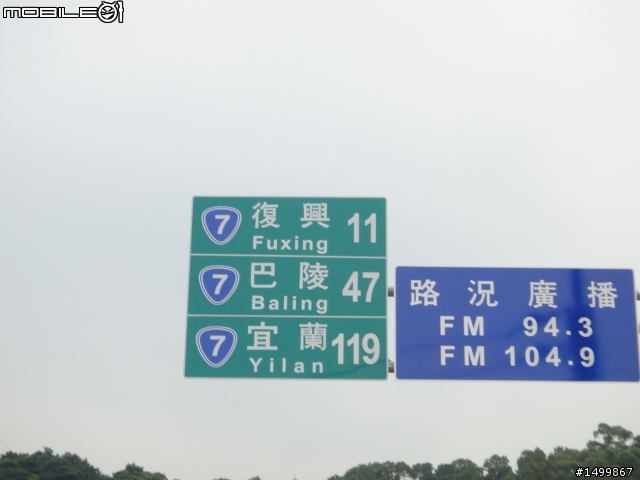 MOBILE01
7 復興 11
Fuxing
7 巴陵 47
Baling
7 宜蘭 119
Yilan
路況廣播
FM 94.3
FM 104.9
#1499867